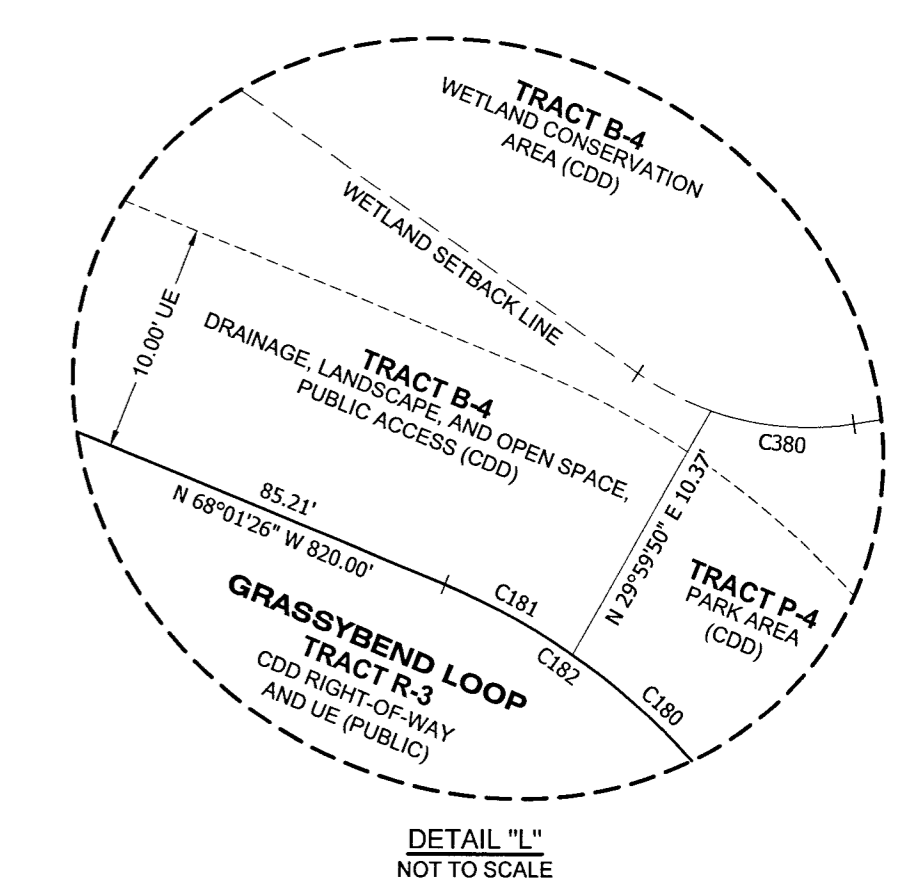 TRACT B-4
WETLAND CONSERVATION
AREA (CDD)
WETLAND SETBACK LINE
10.00' UE
TRACT B-4
DRAINAGE, LANDSCAPE, AND OPEN SPACE,
PUBLIC ACCESS (CDD)
C380
N 29°59'50" E 10.37'
85.21'
N 68°01'26" W 820.00'
C181
C182
C180
TRACT P-4
PARK AREA
(CDD)
GRASSYBEND LOOP
TRACT R-3
CDD RIGHT-OF-WAY
AND UE (PUBLIC)
DETAIL "L"
NOT TO SCALE